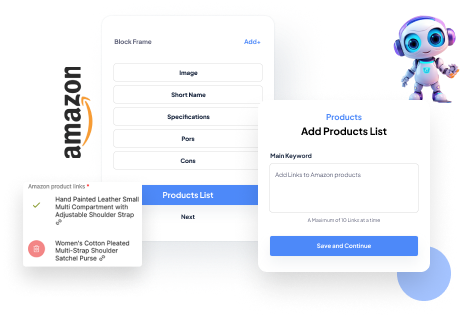 Block Frame
Add+
Image
Short Name
Specifications
Pors
Cons
Products List
Next
amazon
Amazon product links *
Hand Painted Leather Small
Multi Compartment with
Adjustable Shoulder Strap
Women's Cotton Pleated
Multi-Strap Shoulder
Satchel Purse
Products
Add Products List
Main Keyword
Add Links to Amazon products
A Maxmum of 10 Links at a time
Save and Continue